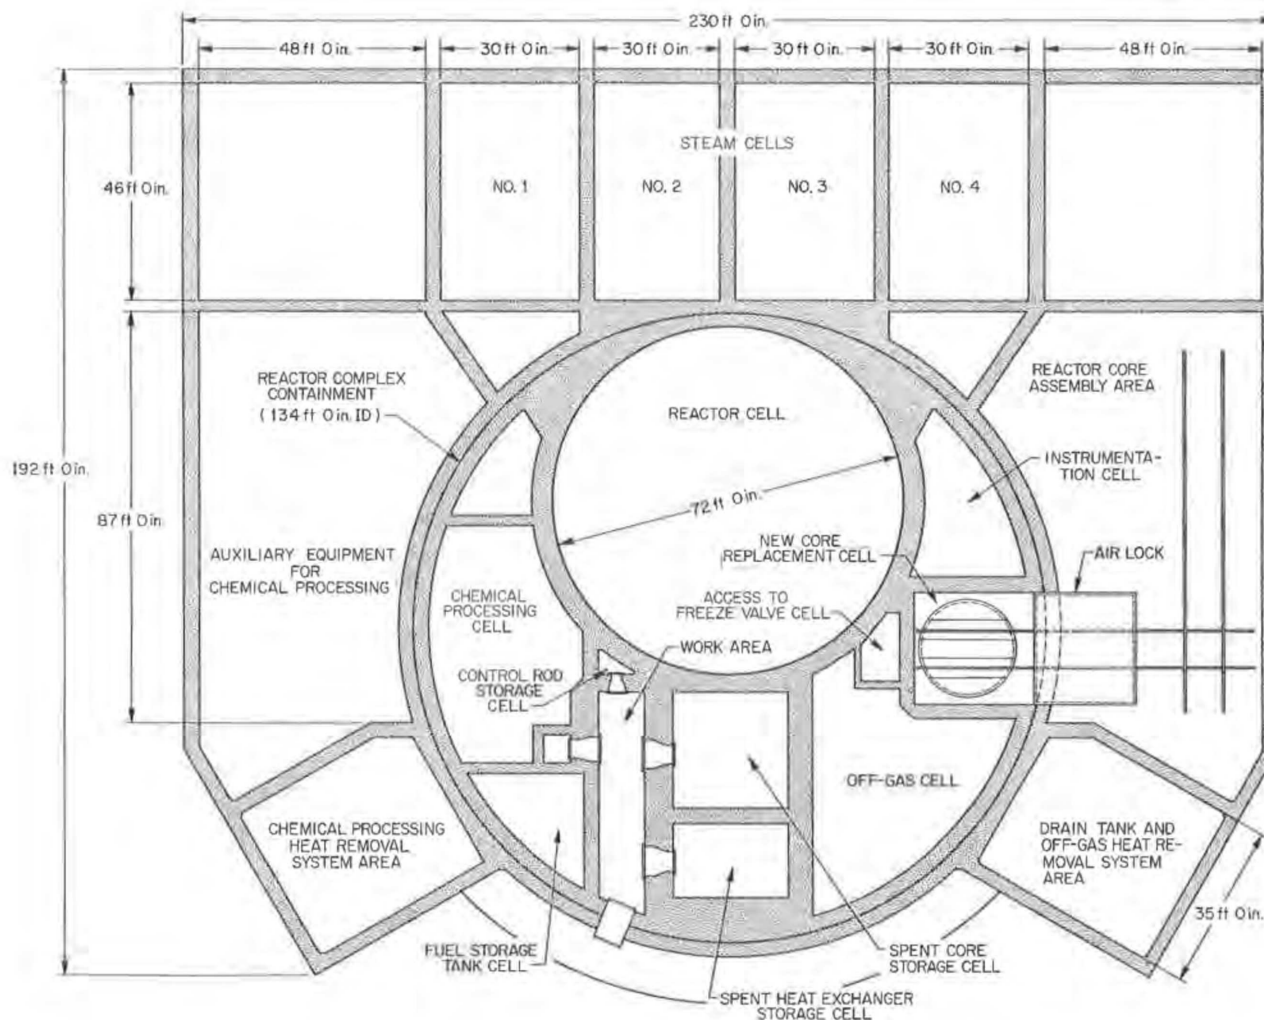 230 ft 0 in.
48 ft 0 in.
30 ft 0 in.
30 ft 0 in.
30 ft 0 in.
30 ft 0 in.
48 ft 0 in.
STEAM CELLS
46 ft 0 in.
NO. 1
NO. 2
NO. 3
NO. 4
REACTOR COMPLEX
CONTAINMENT
(134 ft 0 in. ID)
REACTOR CELL
REACTOR CORE
ASSEMBLY AREA
192 ft 0 in.
INSTRUMENTA-
TION CELL
72 ft 0 in.
87 ft 0 in.
NEW CORE
REPLACEMENT CELL
AIR LOCK
AUXILIARY EQUIPMENT
FOR
CHEMICAL PROCESSING
CHEMICAL
PROCESSING
CELL
ACCESS TO
FREEZE VALVE CELL
WORK AREA
CONTROL ROD
STORAGE
CELL
OFF-GAS CELL
CHEMICAL PROCESSING
HEAT REMOVAL
SYSTEM AREA
DRAIN TANK AND
OFF-GAS HEAT RE-
MOVAL SYSTEM
AREA
35 ft 0 in.
FUEL STORAGE
TANK CELL
SPENT CORE
STORAGE CELL
SPENT HEAT EXCHANGER
STORAGE CELL